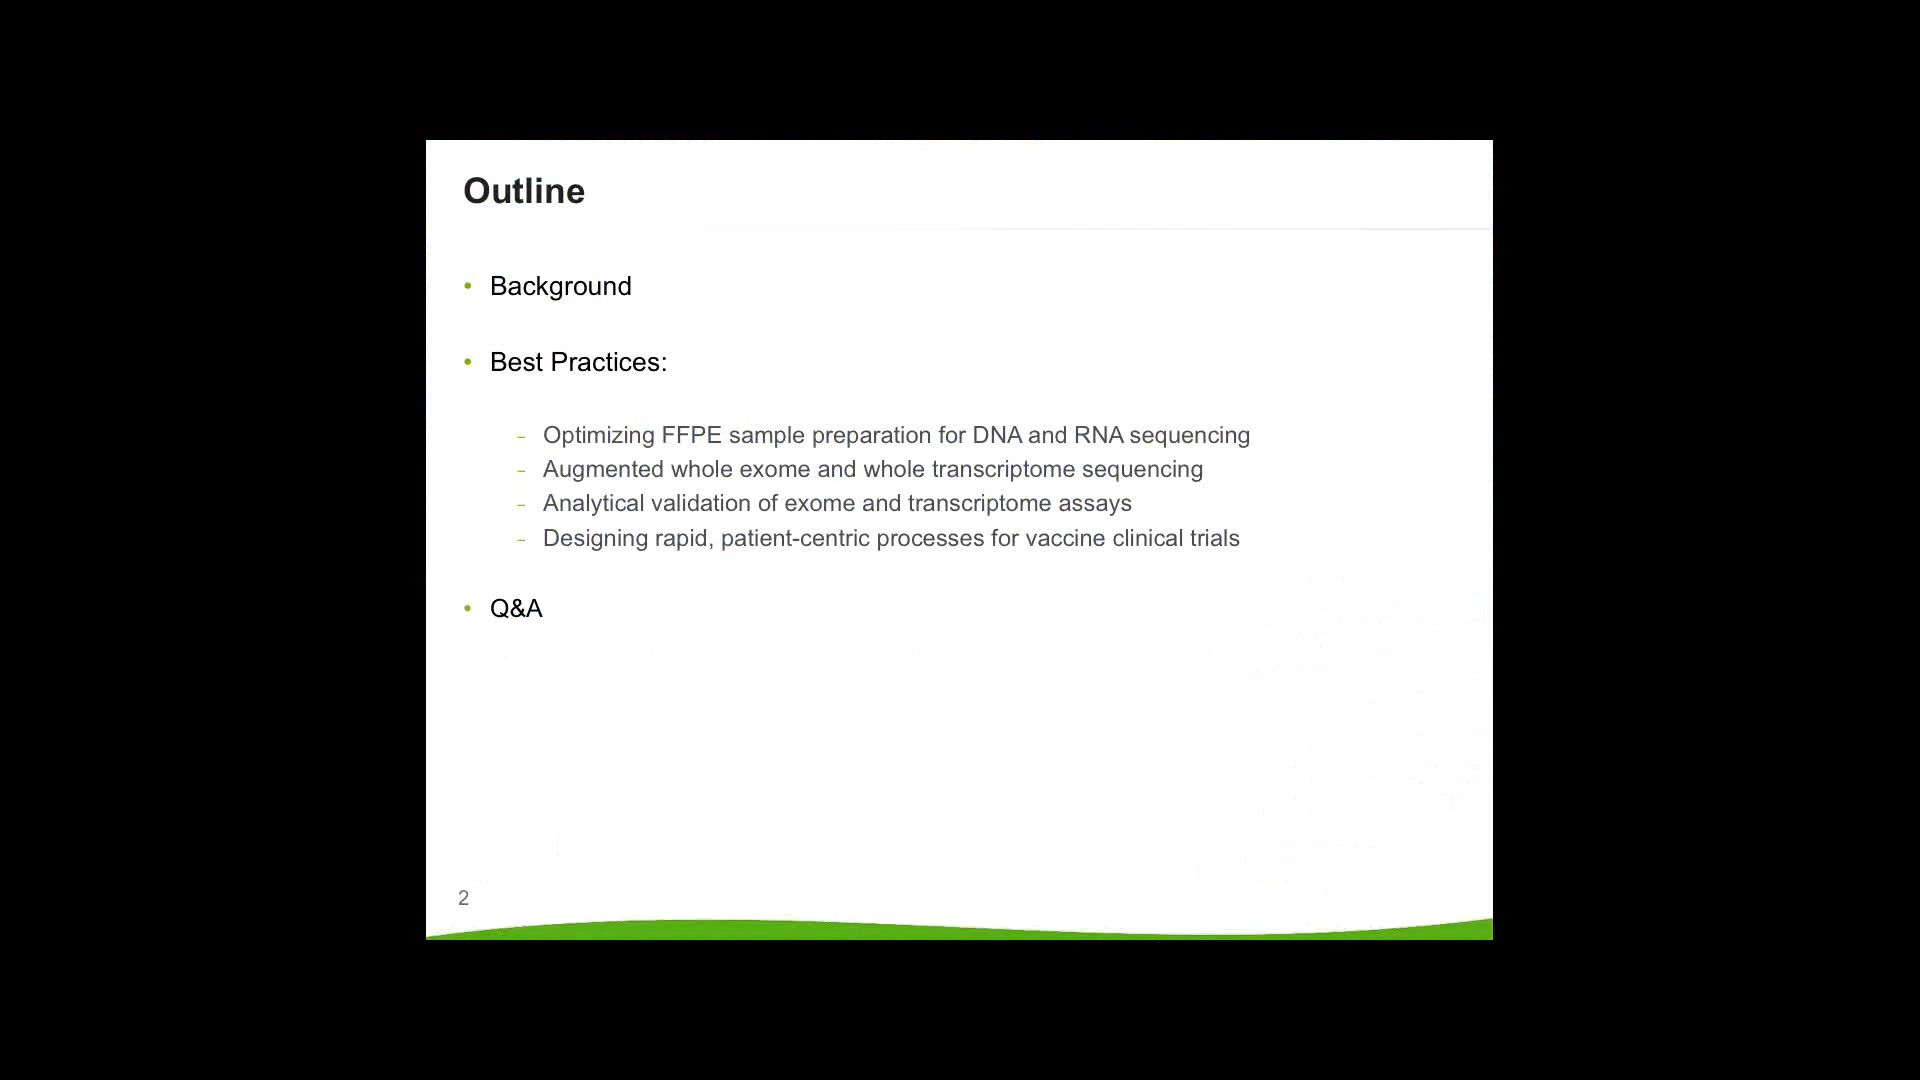 Outline
• Background
• Best Practices:
– Optimizing FFPE sample preparation for DNA and RNA sequencing
– Augmented whole exome and whole transcriptome sequencing
– Analytical validation of exome and transcriptome assays
– Designing rapid, patient-centric processes for vaccine clinical trials
• Q&A
2